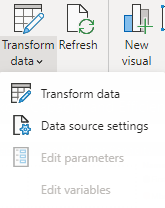 Transform
data
Refresh
New
visual
Transform data
Data source settings
Edit parameters
Edit variables